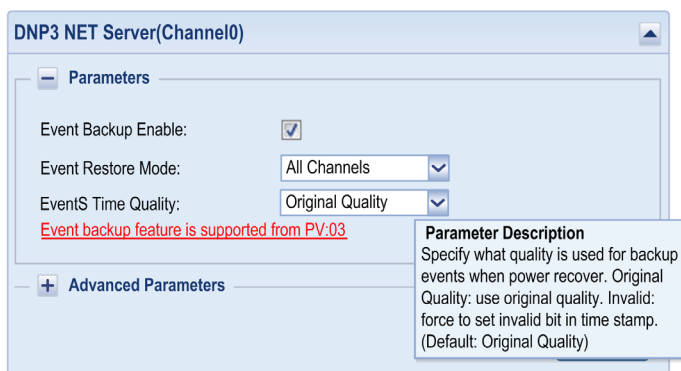 DNP3 NET Server(Channel0)
Parameters
Event Backup Enable:
Event Restore Mode: All Channels
EventS Time Quality: Original Quality
Event backup feature is supported from PV:03
Parameter Description
Specify what quality is used for backup
events when power recover. Original
Quality: use original quality. Invalid:
force to set invalid bit in time stamp.
(Default: Original Quality)
Advanced Parameters